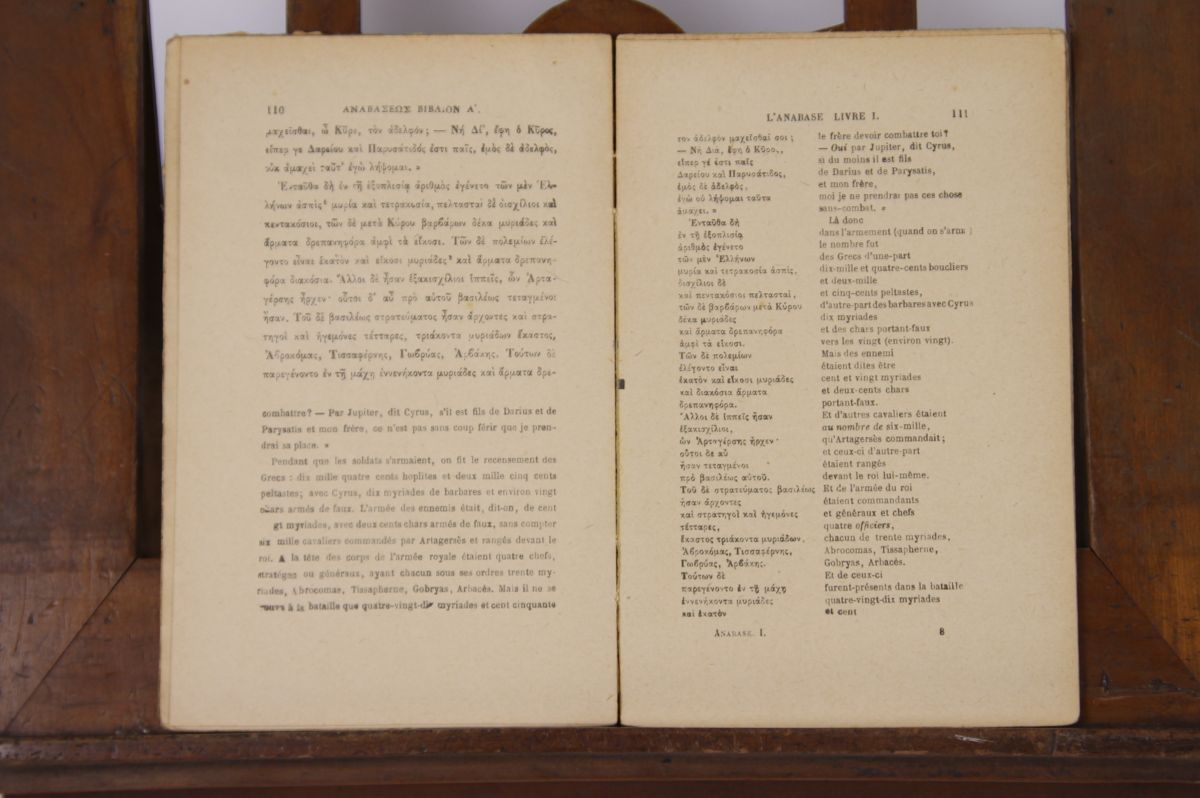 110 ΑΝΑΒΑΣΕΩΣ ΒΙΒΛΙΟΝ Α΄.
μαχεῖσθαι, ὦ Κῦρε, τὸν ἀδελφόν ; — Νὴ Δί', ἔφη ὁ Κῦρος,
εἴπερ γε Δαρείου καὶ Παρυσάτιδός ἐστι παῖς, ἐμὸς δὲ ἀδελφὸς,
οὐκ ἀμαχεὶ ταῦτ' ἐγὼ λήψομαι. »
Ἐνταῦθα δὴ ἐν τῇ ἐξοπλισίᾳ ἀριθμὸς ἐγένετο τῶν μὲν Ἑλ-
λήνων ἀσπὶς μυρία καὶ τετρακοσία, πελτασταὶ δὲ δισχίλιοι καὶ
πεντακόσιοι, τῶν δὲ μετὰ Κύρου βαρβάρων δέκα μυριάδες καὶ
ἅρματα δρεπανηφόρα ἀμφὶ τὰ εἴκοσι. Τῶν δὲ πολεμίων ἐλέ-
γοντο εἶναι ἑκατὸν καὶ εἴκοσι μυριάδες καὶ ἅρματα δρεπανη-
φόρα διακόσια. Ἄλλοι δὲ ἦσαν ἑξακισχίλιοι ἱππεῖς, ὧν Ἀρτα-
γέρσης ἦρχεν· οὗτοι δ' αὖ πρὸ αὐτοῦ βασιλέως τεταγμένοι
ἦσαν. Τοῦ δὲ βασιλέως στρατεύματος ἦσαν ἄρχοντες καὶ στρα-
τηγοὶ καὶ ἡγεμόνες τέτταρες, τριάκοντα μυριάδων ἕκαστος,
Ἀβροκόμας, Τισσαφέρνης, Γωβρύας, Ἀρβάκης. Τούτων δὲ
παρεγένοντο ἐν τῇ μάχῃ ἐννενήκοντα μυριάδες καὶ ἅρματα δρε-
combattre? — Par Jupiter, dit Cyrus, s'il est fils de Darius et de
Parysatis et mon frère, ce n'est pas sans coup férir que je pren-
drai sa place. »
Pendant que les soldats s'armaient, on fit le recensement des
Grecs : dix mille quatre cents hoplites et deux mille cinq cents
peltastes; avec Cyrus, dix myriades de barbares et environ vingt
chars armés de faux. L'armée des ennemis était, dit-on, de cent
gt myriades, avec deux cents chars armés de faux, sans compter
six mille cavaliers commandés par Artagersès et rangés devant le
roi. A la tête des corps de l'armée royale étaient quatre chefs,
stratéges ou généraux, ayant chacun sous ses ordres trente my-
riades, Abrocomas, Tissapherne, Gobryas, Arbacès. Mais il ne se
trouva à la bataille que quatre-vingt-dix myriades et cent cinquante
L'ANABASE LIVRE I. 111
τὸν ἀδελφὸν μαχεῖσθαί σοι ;
— Νὴ Διά, ἔφη ὁ Κῦρος,
εἴπερ γέ ἐστι παῖς
Δαρείου καὶ Παρυσάτιδος,
ἐμὸς δὲ ἀδελφὸς,
ἐγὼ οὐ λήψομαι ταῦτα
ἀμαχεί. »
Ἐνταῦθα δὴ
ἐν τῇ ἐξοπλισίᾳ
ἀριθμὸς ἐγένετο
τῶν μὲν Ἑλλήνων
μυρία καὶ τετρακοσία ἀσπὶς,
δισχίλιοι δὲ
καὶ πεντακόσιοι πελτασταὶ,
τῶν δὲ βαρβάρων μετὰ Κύρου
δέκα μυριάδες
καὶ ἅρματα δρεπανηφόρα
ἀμφὶ τὰ εἴκοσι.
Τῶν δὲ πολεμίων
ἐλέγοντο εἶναι
ἑκατὸν καὶ εἴκοσι μυριάδες
καὶ διακόσια ἅρματα
δρεπανηφόρα.
Ἄλλοι δὲ ἱππεῖς ἦσαν
ἑξακισχίλιοι,
ὧν Ἀρταγέρσης ἦρχεν·
οὗτοι δὲ αὖ
ἦσαν τεταγμένοι
πρὸ βασιλέως αὐτοῦ.
Τοῦ δὲ στρατεύματος βασιλέως
ἦσαν ἄρχοντες
καὶ στρατηγοὶ καὶ ἡγεμόνες
τέτταρες,
ἕκαστος τριάκοντα μυριάδων,
Ἀβροκόμας, Τισσαφέρνης,
Γωβρύας, Ἀρβάκης.
Τούτων δὲ
παρεγένοντο ἐν τῇ μάχῃ
ἐννενήκοντα μυριάδες
καὶ ἑκατὸν
le frère devoir combattre toi?
— Oui par Jupiter, dit Cyrus,
si du moins il est fils
de Darius et de Parysatis,
et mon frère,
moi je ne prendrai pas ces chose
sans-combat. »
Là donc
dans l'armement (quand on s'arma)
le nombre fut
des Grecs d'une-part
dix-mille et quatre-cents boucliers
et deux-mille
et cinq-cents peltastes,
d'autre-part des barbares avec Cyrus
dix myriades
et des chars portant-faux
vers les vingt (environ vingt).
Mais des ennemi
étaient dites être
cent et vingt myriades
et deux-cents chars
portant-faux.
Et d'autres cavaliers étaient
au nombre de six-mille,
qu'Artagersès commandait;
et ceux-ci d'autre-part
étaient rangés
devant le roi lui-même.
Et de l'armée du roi
étaient commandants
et généraux et chefs
quatre officiers,
chacun de trente myriades,
Abrocomas, Tissapherne,
Gobryas, Arbacès.
Et de ceux-ci
furent-présents dans la bataille
quatre-vingt-dix myriades
et cent
ANABASE. I. 8